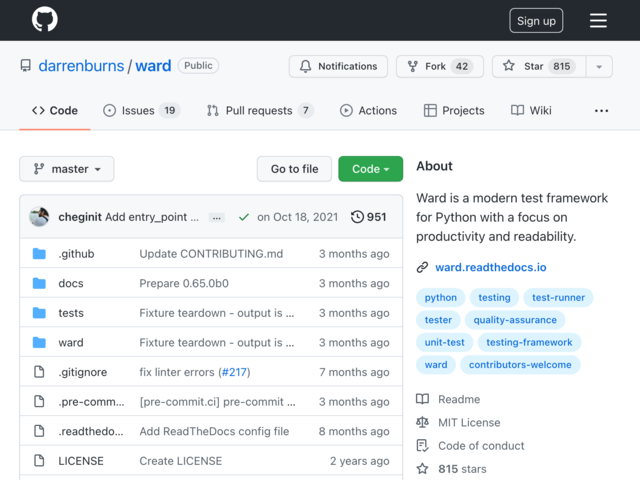 Sign up
darrenburns / ward Public
Notifications
Fork 42
Star 815
Code
Issues 19
Pull requests 7
Actions
Projects
Wiki
master
Go to file
Code
cheginit Add entry_point ... on Oct 18, 2021 951
.github Update CONTRIBUTING.md 3 months ago
docs Prepare 0.65.0b0 3 months ago
tests Fixture teardown - output is ... 3 months ago
ward Fixture teardown - output is ... 3 months ago
.gitignore fix linter errors (#217) 7 months ago
.pre-comm... [pre-commit.ci] pre-commit ... 3 months ago
.readthedo... Add ReadTheDocs config file 8 months ago
LICENSE Create LICENSE 2 years ago
About
Ward is a modern test framework
for Python with a focus on
productivity and readability.
ward.readthedocs.io
python testing test-runner
tester quality-assurance
unit-test testing-framework
ward contributors-welcome
Readme
MIT License
Code of conduct
815 stars